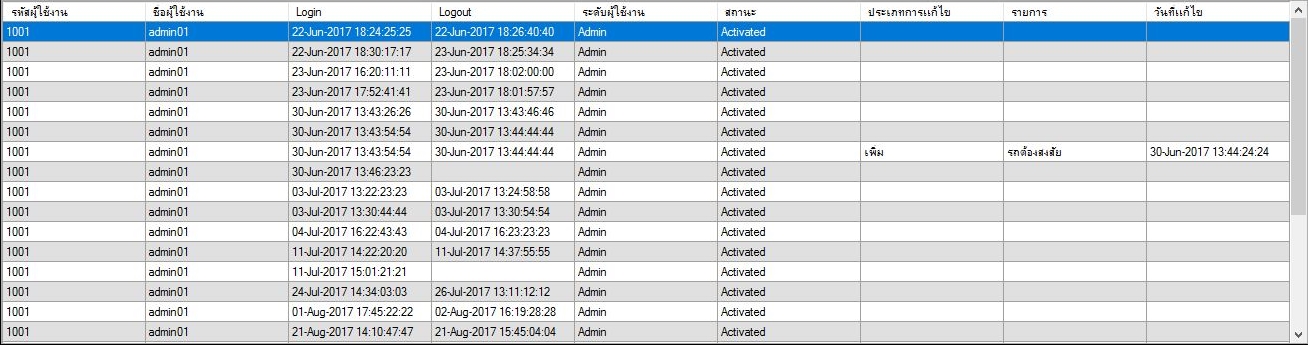 รหัสผู้ใช้งาน ชื่อผู้ใช้งาน Login Logout ระดับผู้ใช้งาน สถานะ ประเภทการแก้ไข รายการ วันที่แก้ไข
1001 admin01 22-Jun-2017 18:24:25:25 22-Jun-2017 18:26:40:40 Admin Activated
1001 admin01 22-Jun-2017 18:30:17:17 23-Jun-2017 18:25:34:34 Admin Activated
1001 admin01 23-Jun-2017 16:20:11:11 23-Jun-2017 18:02:00:00 Admin Activated
1001 admin01 23-Jun-2017 17:52:41:41 23-Jun-2017 18:01:57:57 Admin Activated
1001 admin01 30-Jun-2017 13:43:26:26 30-Jun-2017 13:43:46:46 Admin Activated
1001 admin01 30-Jun-2017 13:43:54:54 30-Jun-2017 13:44:44:44 Admin Activated
1001 admin01 30-Jun-2017 13:43:54:54 30-Jun-2017 13:44:44:44 Admin Activated เพิ่ม รถต้องสงสัย 30-Jun-2017 13:44:24:24
1001 admin01 30-Jun-2017 13:46:23:23 Admin Activated
1001 admin01 03-Jul-2017 13:22:23:23 03-Jul-2017 13:24:58:58 Admin Activated
1001 admin01 03-Jul-2017 13:30:44:44 03-Jul-2017 13:30:54:54 Admin Activated
1001 admin01 04-Jul-2017 16:22:43:43 04-Jul-2017 16:23:23:23 Admin Activated
1001 admin01 11-Jul-2017 14:22:20:20 11-Jul-2017 14:37:55:55 Admin Activated
1001 admin01 11-Jul-2017 15:01:21:21 Admin Activated
1001 admin01 24-Jul-2017 14:34:03:03 26-Jul-2017 13:11:12:12 Admin Activated
1001 admin01 01-Aug-2017 17:45:22:22 02-Aug-2017 16:19:28:28 Admin Activated
1001 admin01 21-Aug-2017 14:10:47:47 21-Aug-2017 15:45:04:04 Admin Activated